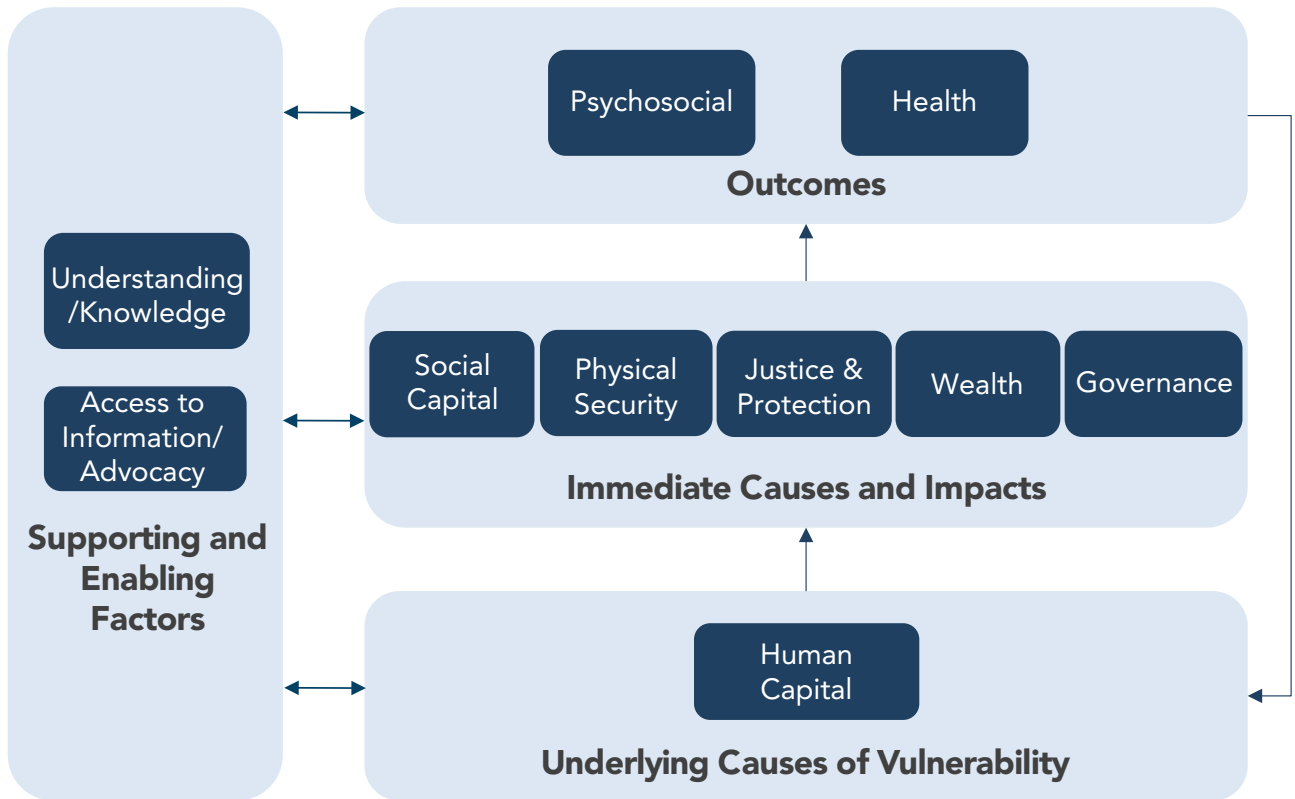 Psychosocial
Health
Outcomes
Understanding
/Knowledge
Access to
Information/
Advocacy
Supporting and
Enabling
Factors
Social
Capital
Physical
Security
Justice &
Protection
Wealth
Governance
Immediate Causes and Impacts
Human
Capital
Underlying Causes of Vulnerability